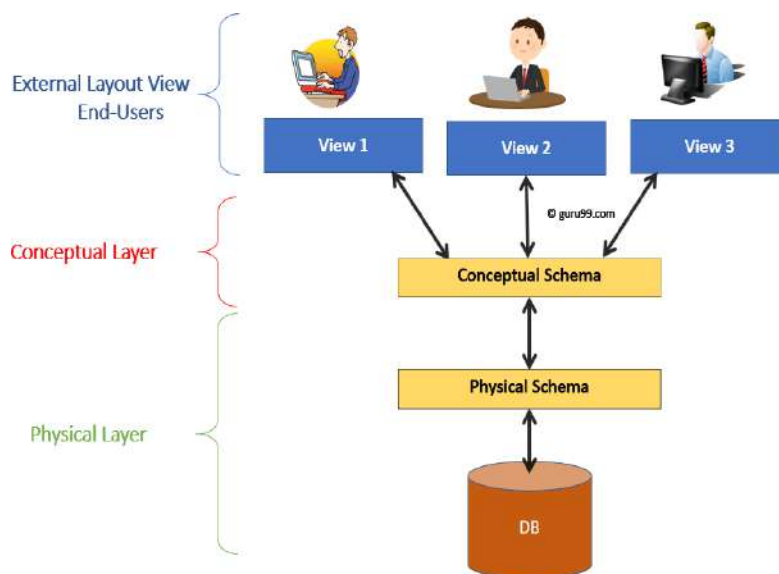 External Layout View
End-Users
View 1
View 2
View 3
© guru99.com
Conceptual Layer
Conceptual Schema
Physical Schema
Physical Layer
DB